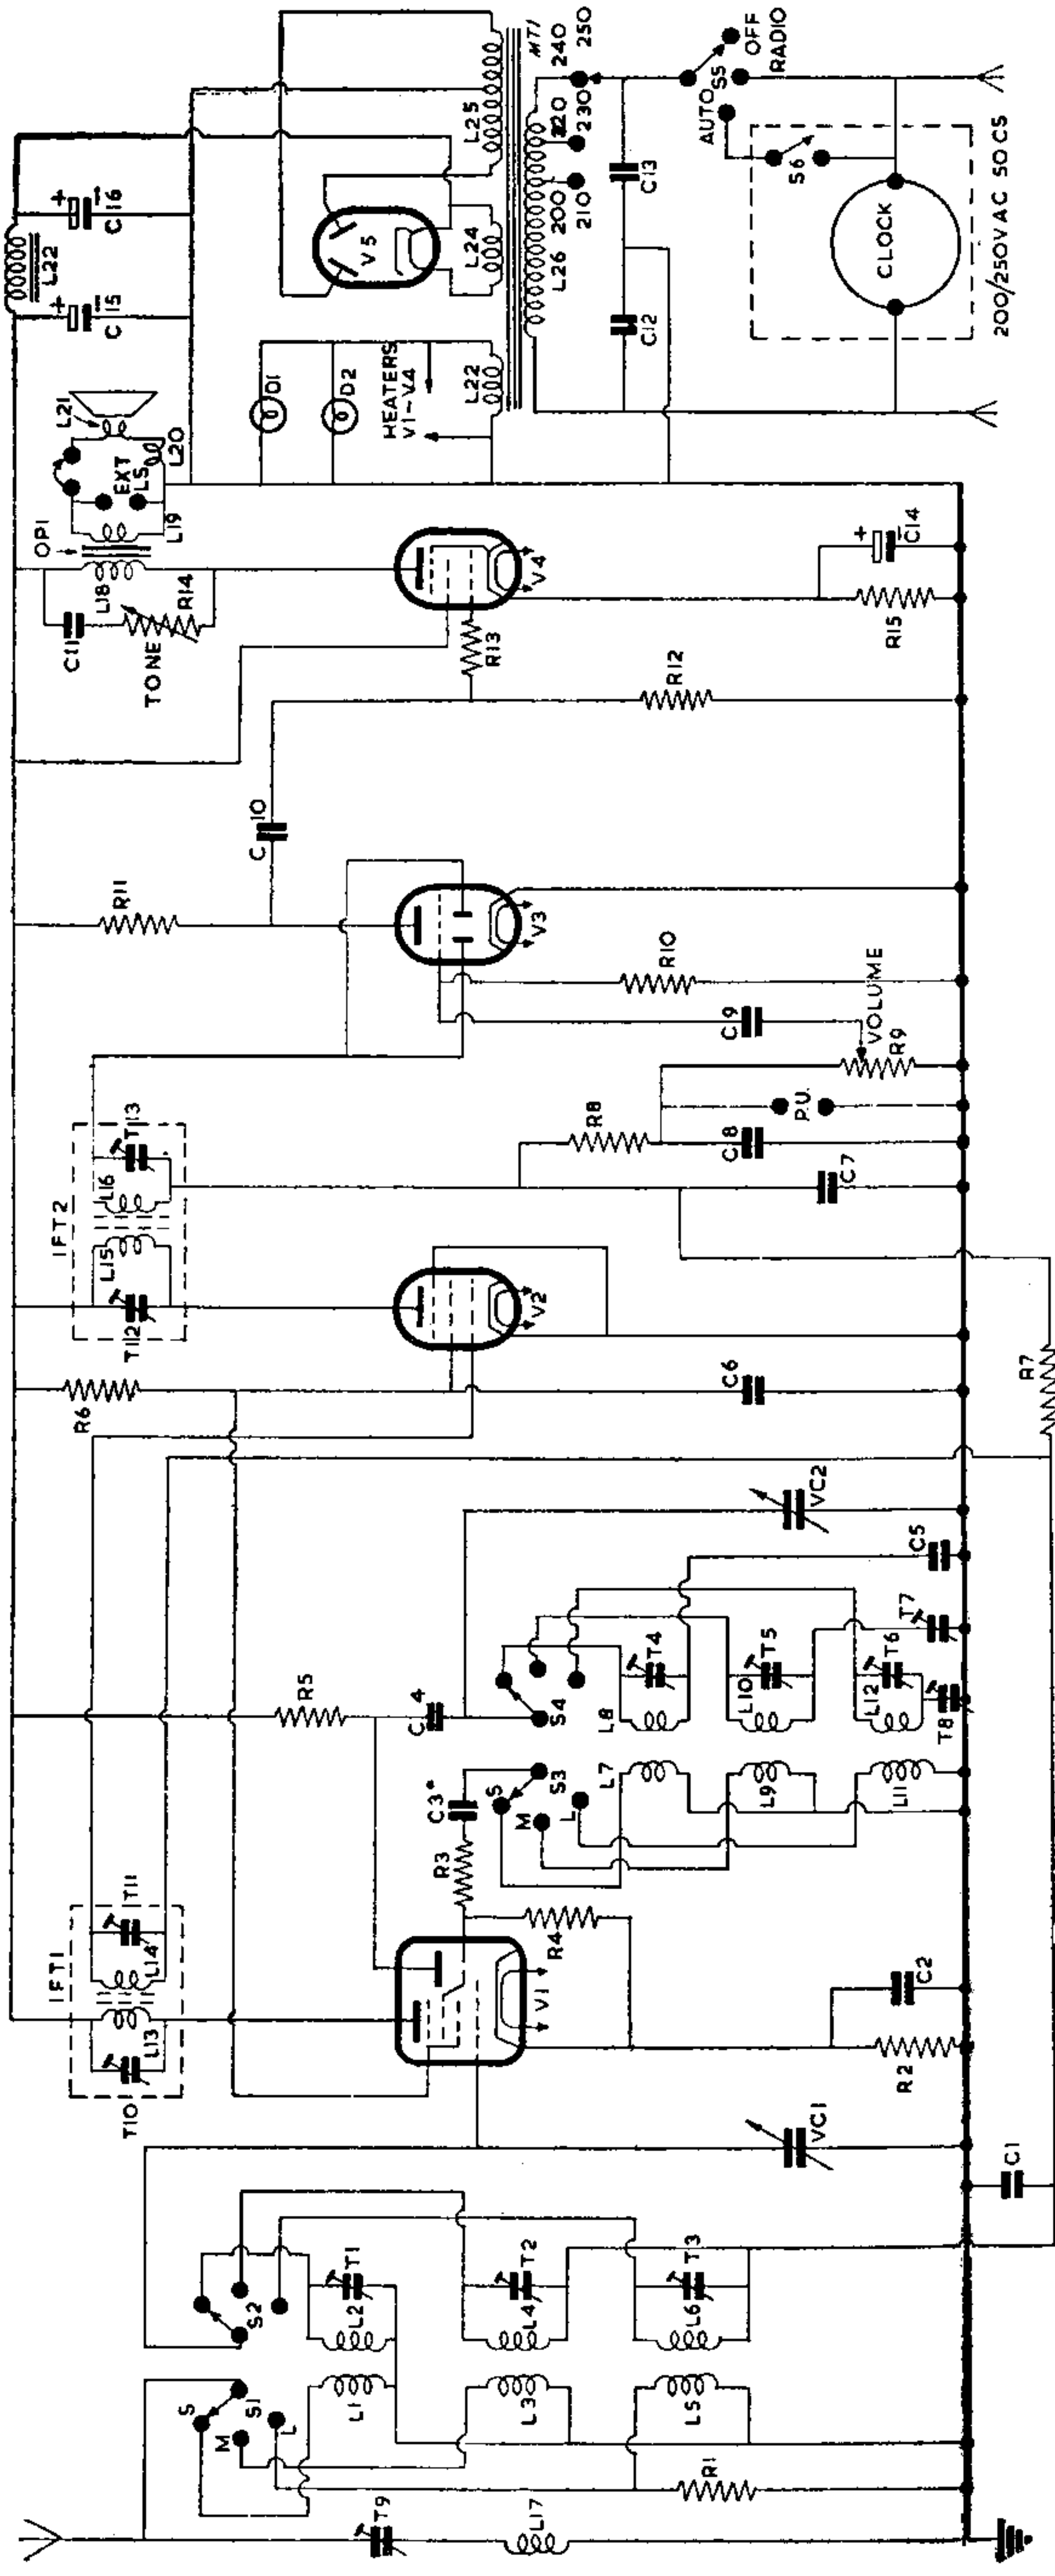 IFT1
T10
L13
L14
T11
R6
IFT2
T12
L15
L16
T13
R11
C10
C11
TONE
L18
R14
OP1
L19
EXT
LS
L20
L21
C15
L22
C16
D1
D2
HEATERS
V1-V4
L22
V5
L24
L25
MT1
L26
200
210
220
230
240
250
C12
C13
OFF
RADIO
AUTO
S5
S6
CLOCK
200/250V AC 50 CS
S
M
L
S1
S2
L1
L2
T1
L3
L4
T2
L5
L6
T3
T9
L17
R1
VC1
C1
V1
R2
C2
R3
R4
C3
R5
C4
S
M
L
S3
S4
L7
L8
T4
L9
L10
T5
L11
L12
T6
T7
T8
C5
VC2
V2
C6
R7
C7
R8
C8
P.U.
VOLUME
R9
C9
R10
V3
R12
R13
V4
R15
C14